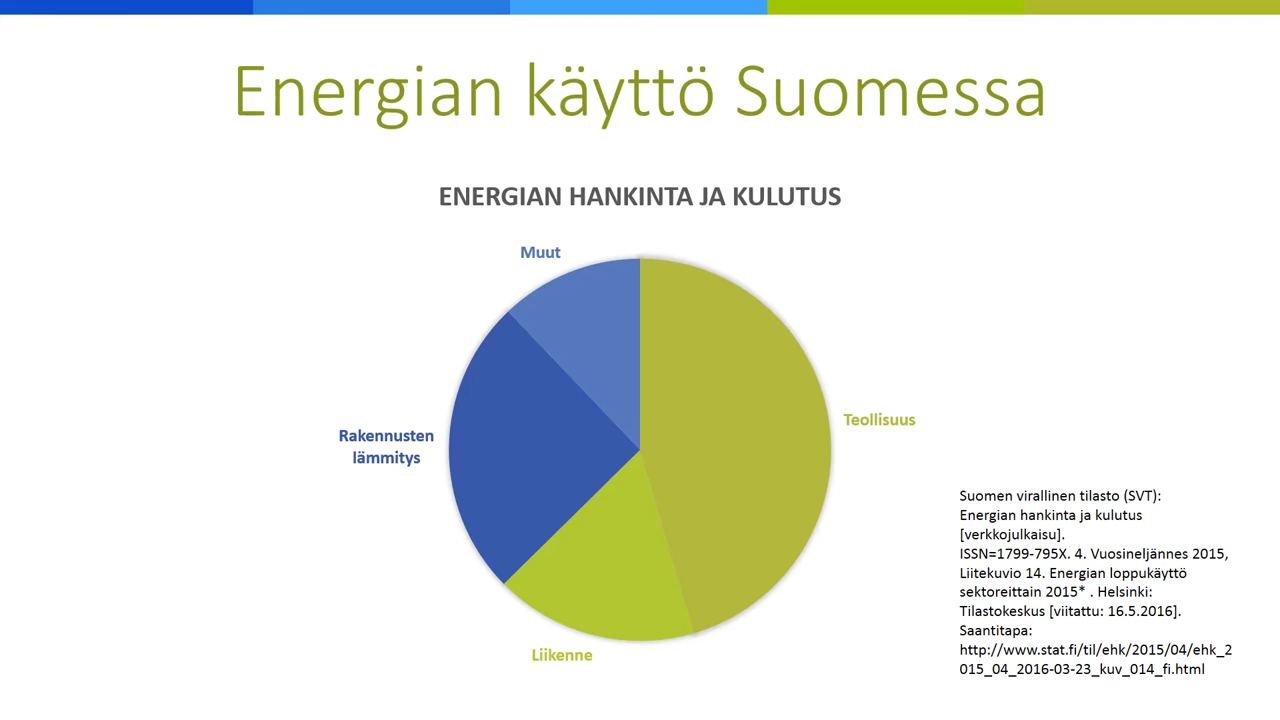 Energian käyttö Suomessa
ENERGIAN HANKINTA JA KULUTUS
Muut
Teollisuus
Rakennusten
lämmitys
Liikenne
Suomen virallinen tilasto (SVT):
Energian hankinta ja kulutus
[verkkojulkaisu].
ISSN=1799-795X. 4. Vuosineljännes 2015,
Liitekuvio 14. Energian loppukäyttö
sektoreittain 2015* . Helsinki:
Tilastokeskus [viitattu: 16.5.2016].
Saantitapa:
http://www.stat.fi/til/ehk/2015/04/ehk_2
015_04_2016-03-23_kuv_014_fi.html